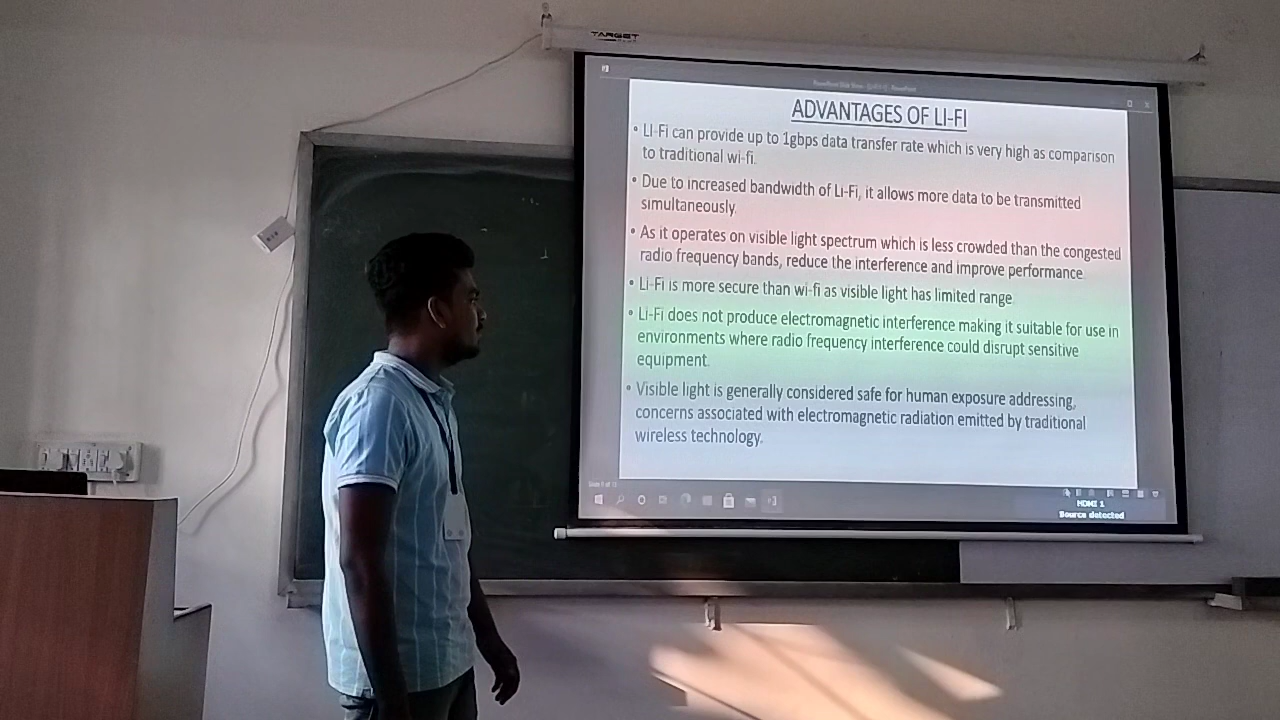 TARGET
ADVANTAGES OF LI-FI
• LI-Fi can provide up to 1gbps data transfer rate which is very high as comparison
to traditional wi-fi.
• Due to increased bandwidth of Li-Fi, it allows more data to be transmitted
simultaneously.
• As it operates on visible light spectrum which is less crowded than the congested
radio frequency bands, reduce the interference and improve performance.
• Li-Fi is more secure than wi-fi as visible light has limited range
• Li-Fi does not produce electromagnetic interference making it suitable for use in
environments where radio frequency interference could disrupt sensitive
equipment.
• Visible light is generally considered safe for human exposure addressing,
concerns associated with electromagnetic radiation emitted by traditional
wireless technology.
HDMI 1
Source detected